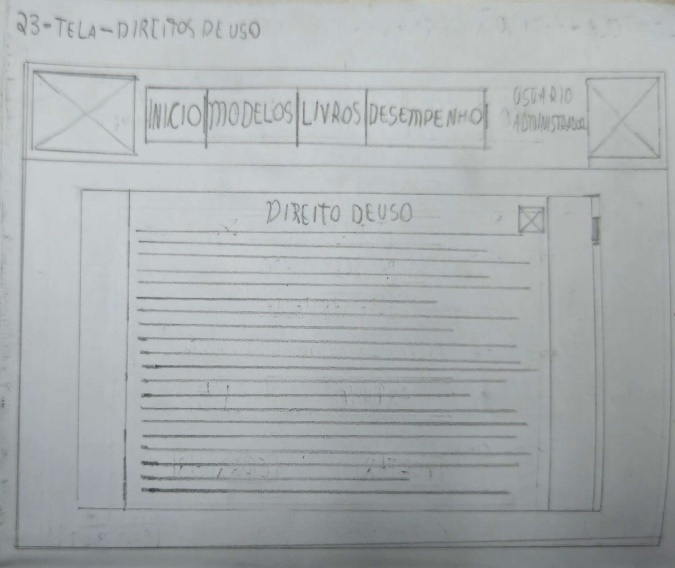 23-TELA-DIREITOS DE USO
INICIO MODELOS LIVROS DESEMPENHO
USUARIO
ADMINISTRADOR
DIREITO DE USO